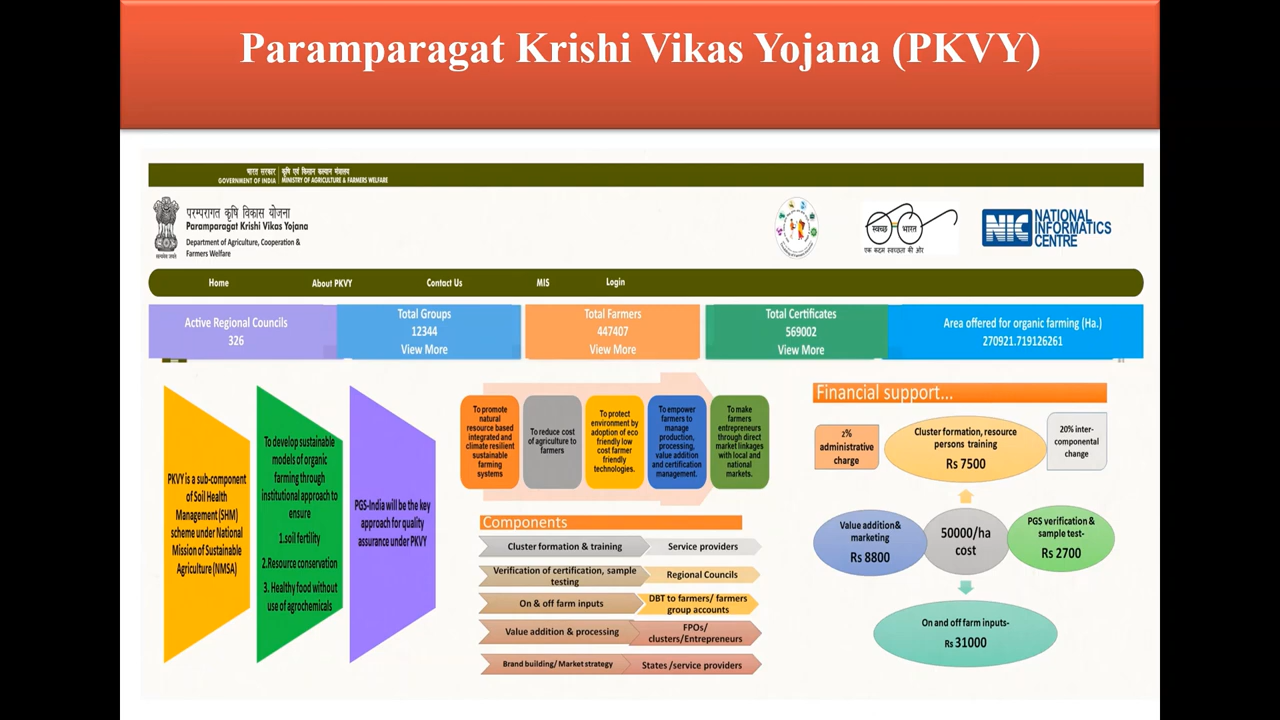 Paramparagat Krishi Vikas Yojana (PKVY)
भारत सरकार
GOVERNMENT OF INDIA
कृषि एवं किसान कल्याण मंत्रालय
MINISTRY OF AGRICULTURE & FARMERS WELFARE
परम्परागत कृषि विकास योजना
Paramparagat Krishi Vikas Yojana
Department of Agriculture, Cooperation &
Farmers Welfare
सत्यमेव जयते
स्वच्छ भारत
एक कदम स्वच्छता की ओर
NIC
NATIONAL
INFORMATICS
CENTRE
Home
About PKVY
Contact Us
MIS
Login
Active Regional Councils
326
Total Groups
12344
View More
Total Farmers
447407
View More
Total Certificates
569002
View More
Area offered for organic farming (Ha.)
270921.719126261
PKVY is a sub-component
of Soil Health
Management (SHM)
scheme under National
Mission of Sustainable
Agriculture (NMSA)
To develop sustainable
models of organic
farming through
institutional approach to
ensure
1.soil fertility
2.Resource conservation
3. Healthy food without
use of agrochemicals
PGS-India will be the key
approach for quality
assurance under PKVY
To promote
natural
resource based
integrated and
climate resilient
sustainable
farming
systems
To reduce cost
of agriculture to
farmers
To protect
environment by
adoption of eco
friendly low
cost farmer
friendly
technologies.
To empower
farmers to
manage
production,
processing,
value addition
and certification
management.
To make
farmers
entrepreneurs
through direct
market linkages
with local and
national
markets.
Components
Cluster formation & training
Service providers
Verification of certification, sample
testing
Regional Councils
On & off farm inputs
DBT to farmers/ farmers
group accounts
Value addition & processing
FPOs/
clusters/Entrepreneurs
Brand building/ Market strategy
States /service providers
Financial support...
2%
administrative
charge
Cluster formation, resource
persons training
Rs 7500
20% inter-
componental
change
Value addition&
marketing
Rs 8800
50000/ha
cost
PGS verification &
sample test-
Rs 2700
On and off farm inputs-
Rs 31000